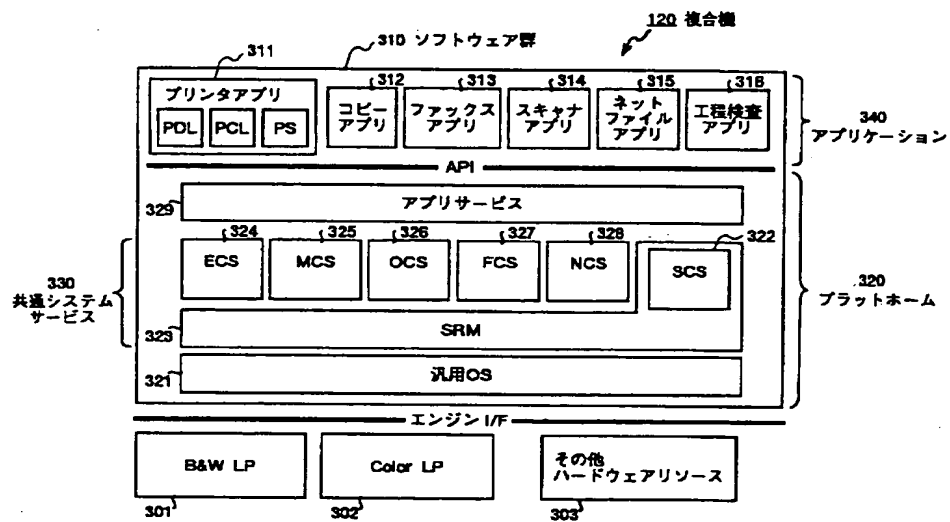 120 複合機
310 ソフトウェア群
311
プリンタアプリ
PDL
PCL
PS
312
コピー
アプリ
313
ファックス
アプリ
314
スキャナ
アプリ
315
ネット
ファイル
アプリ
316
工程検査
アプリ
340
アプリケーション
API
アプリサービス
329
324
ECS
325
MCS
326
OCS
327
FCS
328
NCS
322
SCS
330
共通システム
サービス
320
プラットホーム
SRM
323
汎用OS
321
エンジン I/F
B&W LP
301
Color LP
302
その他
ハードウェアリソース
303